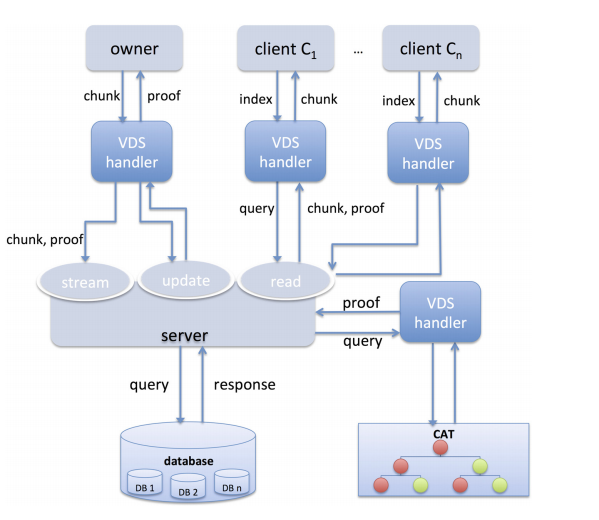 owner
client C1
...
client Cn
chunk
proof
index
chunk
index
chunk
VDS
handler
VDS
handler
VDS
handler
query
chunk, proof
chunk, proof
stream
update
read
VDS
handler
proof
query
server
query
response
CAT
database
DB 1
DB 2
DB n